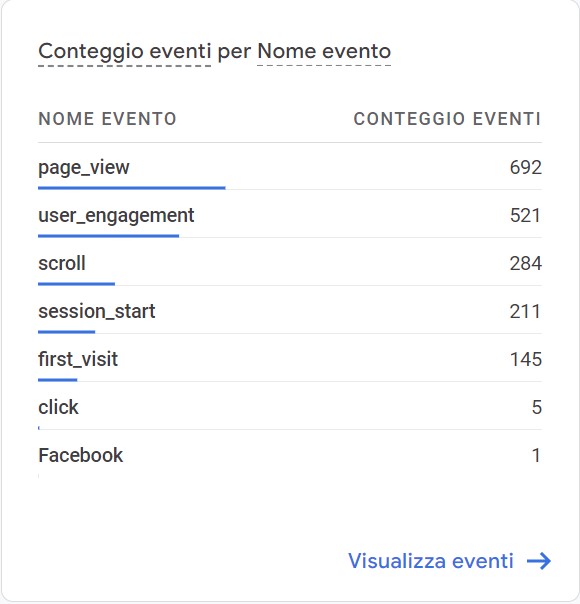 Conteggio eventi per Nome evento
NOME EVENTO CONTEGGIO EVENTI
page_view 692
user_engagement 521
scroll 284
session_start 211
first_visit 145
click 5
Facebook 1
Visualizza eventi